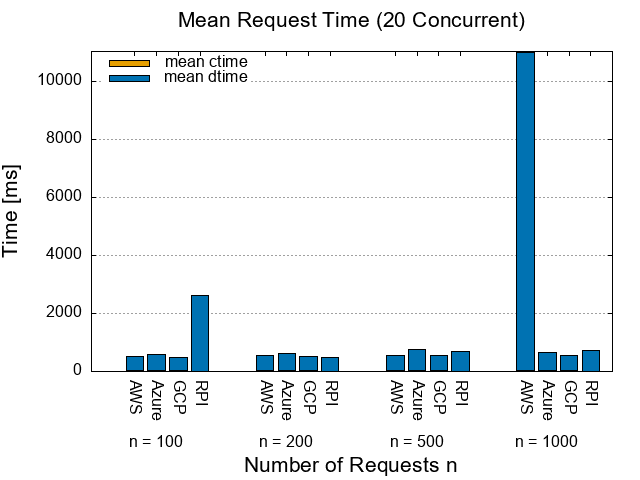 Mean Request Time (20 Concurrent)
mean ctime
mean dtime
10000
8000
6000
4000
2000
0
Time [ms]
AWS Azure GCP RPI AWS Azure GCP RPI AWS Azure GCP RPI AWS Azure GCP RPI
n = 100 n = 200 n = 500 n = 1000
Number of Requests n